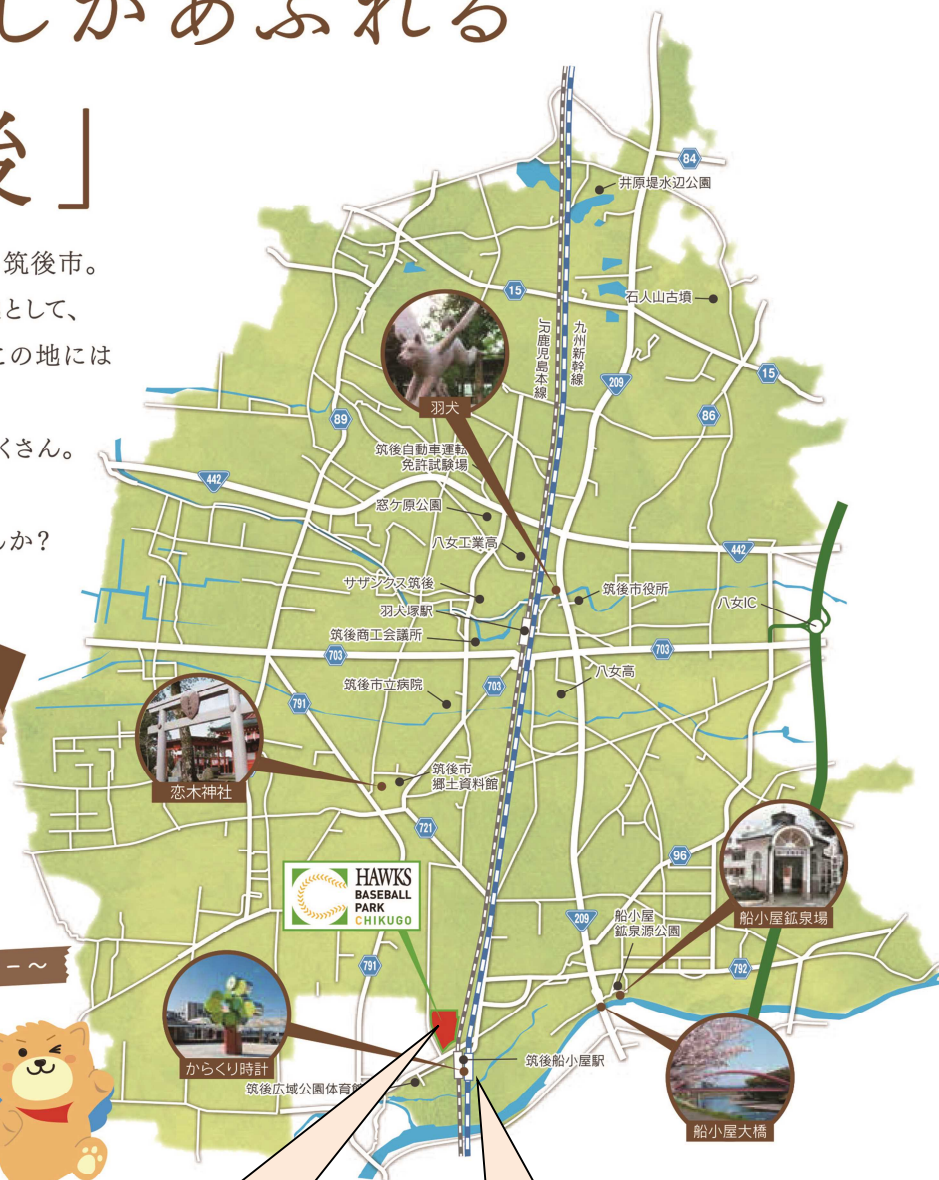 しがあふれる
後」
筑後市。
として、
この地には
くさん。
んか?
ー～
84
井原堤水辺公園
15
石人山古墳
JR鹿児島本線
九州新幹線
15
209
羽犬
89
86
筑後自動車運転
免許試験場
442
窓ケ原公園
八女工業高
442
サザンクス筑後
筑後市役所
八女IC
羽犬塚駅
筑後商工会議所
703
703
筑後市立病院
703
八女高
791
恋木神社
筑後市
郷土資料館
721
96
HAWKS
BASEBALL
PARK
CHIKUGO
209
船小屋
鉱泉源公園
船小屋鉱泉場
791
792
からくり時計
筑後船小屋駅
筑後広域公園体育館
船小屋大橋